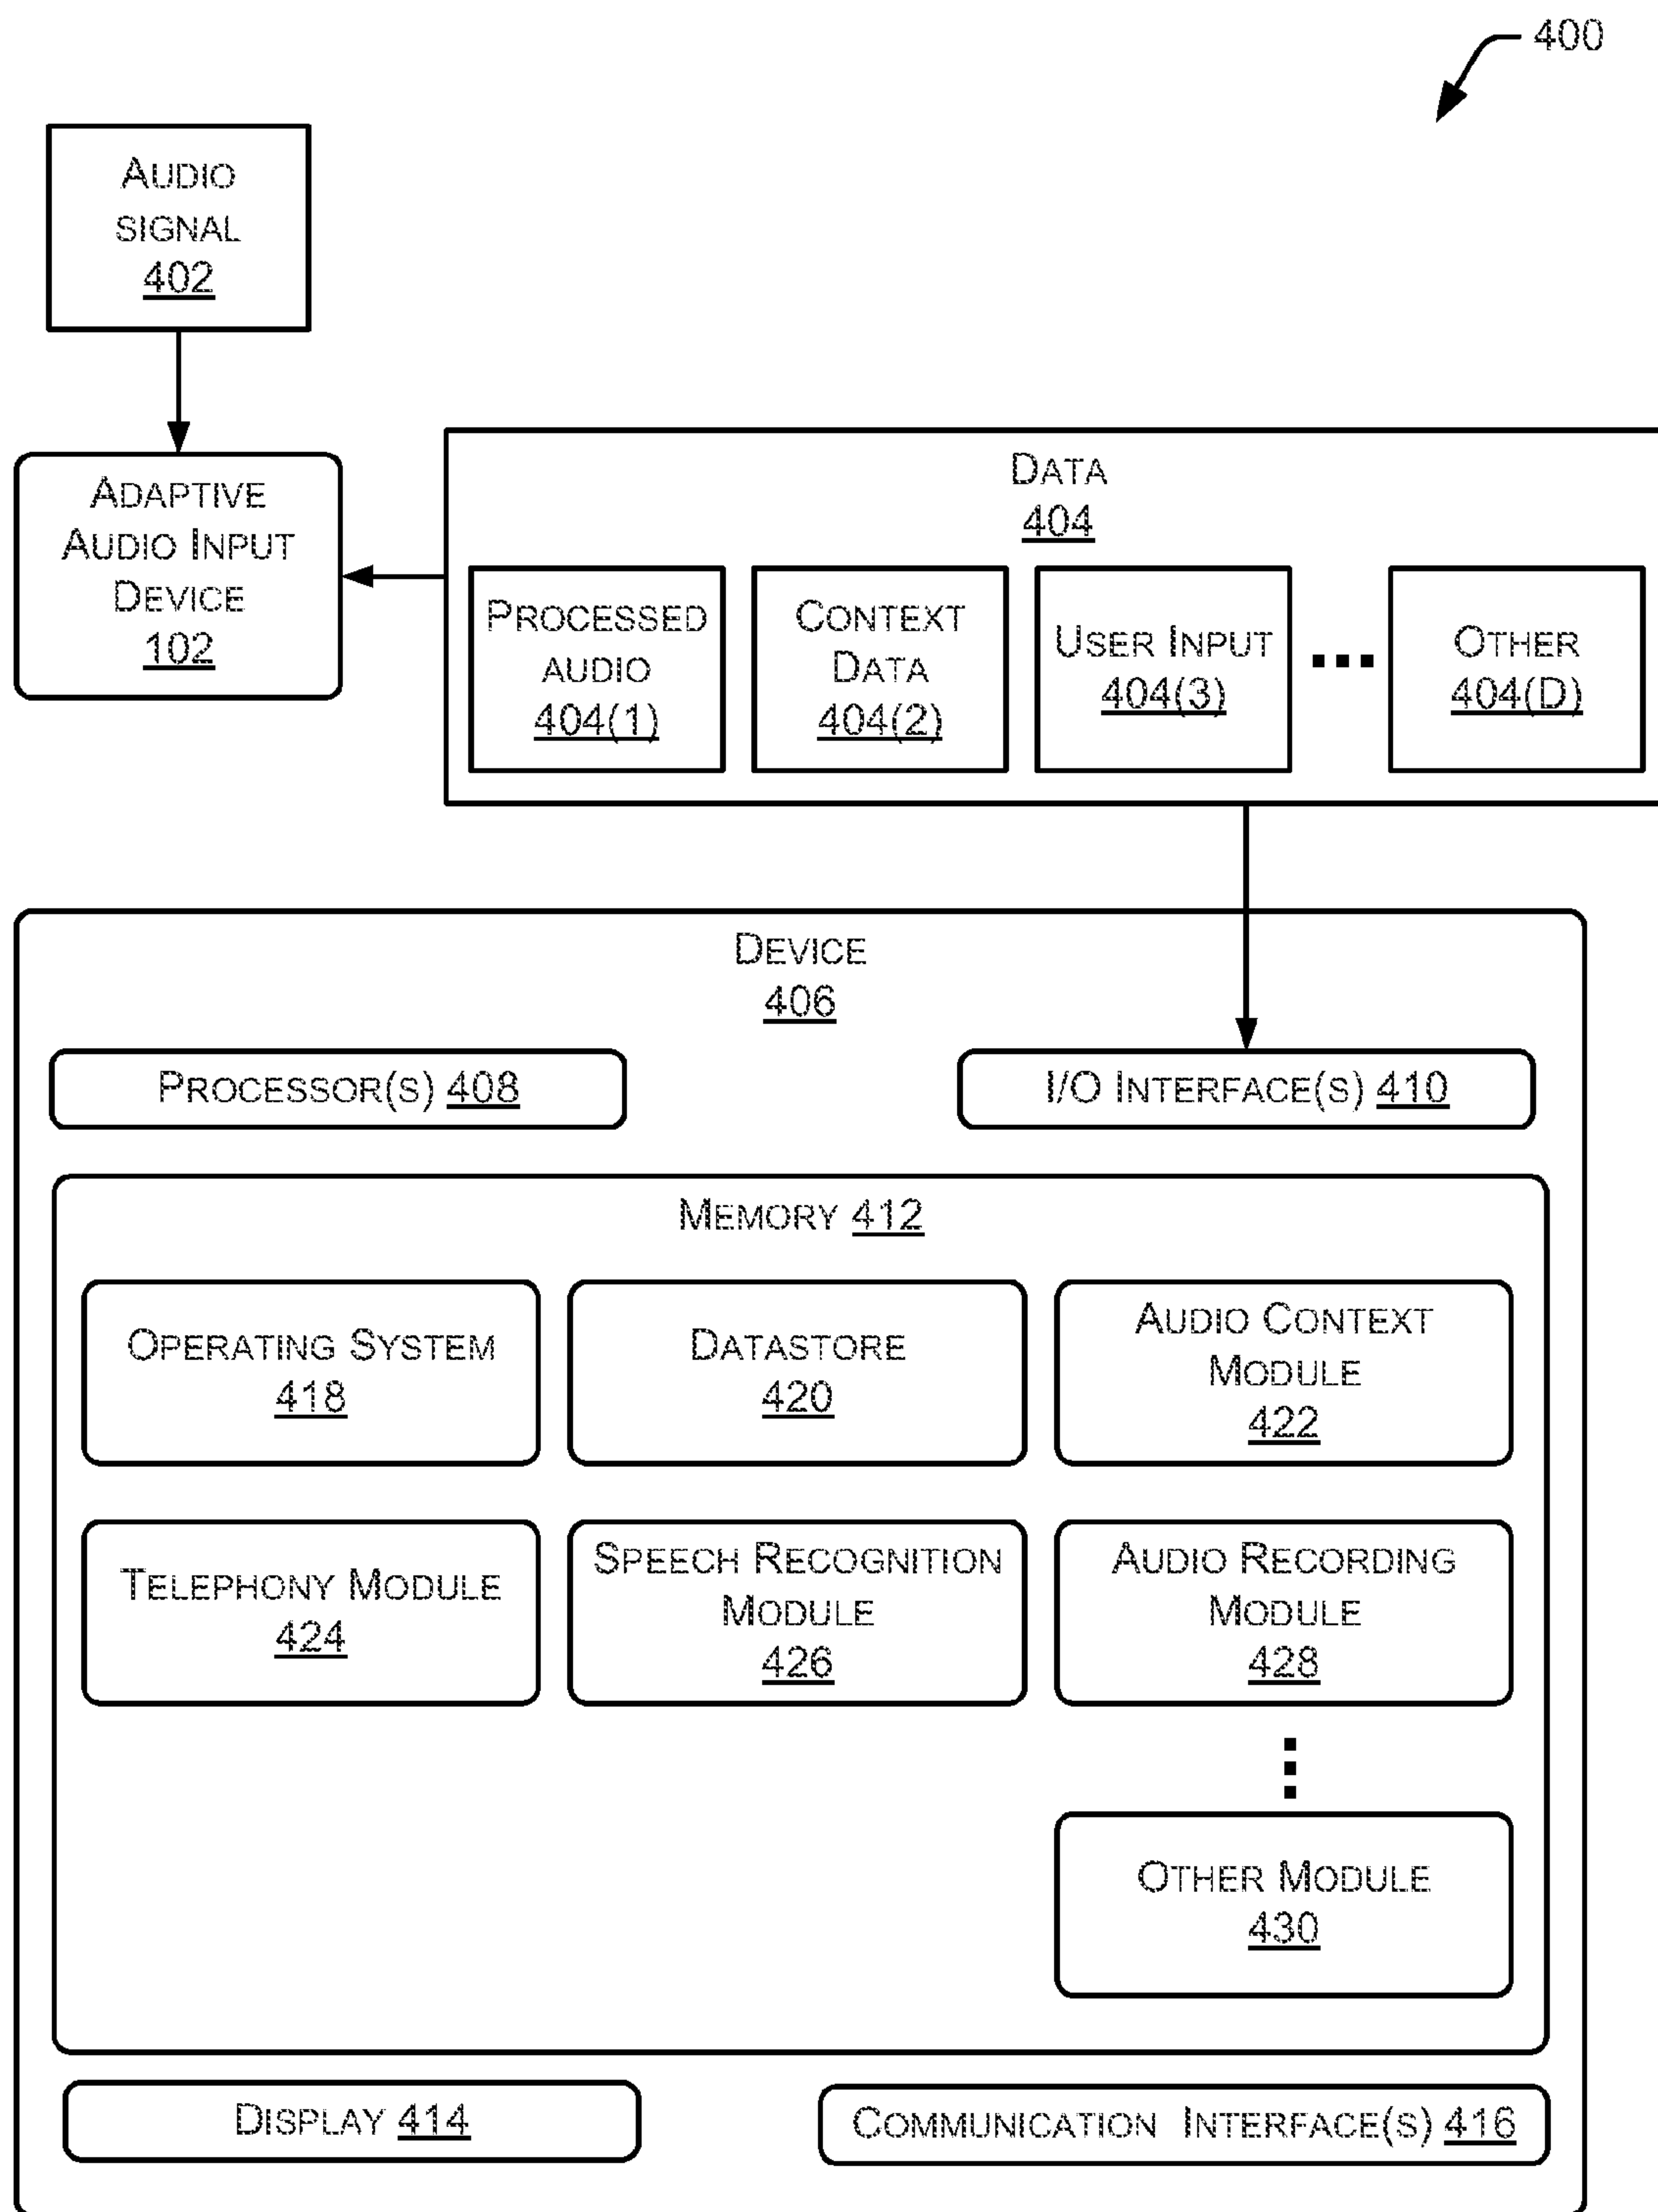 400
AUDIO
SIGNAL
402
ADAPTIVE
AUDIO INPUT
DEVICE
102
DATA
404
PROCESSED
AUDIO
404(1)
CONTEXT
DATA
404(2)
USER INPUT
404(3)
OTHER
404(D)
DEVICE
406
PROCESSOR(S) 408
I/O INTERFACE(S) 410
MEMORY 412
OPERATING SYSTEM
418
DATASTORE
420
AUDIO CONTEXT
MODULE
422
TELEPHONY MODULE
424
SPEECH RECOGNITION
MODULE
426
AUDIO RECORDING
MODULE
428
OTHER MODULE
430
DISPLAY 414
COMMUNICATION INTERFACE(S) 416